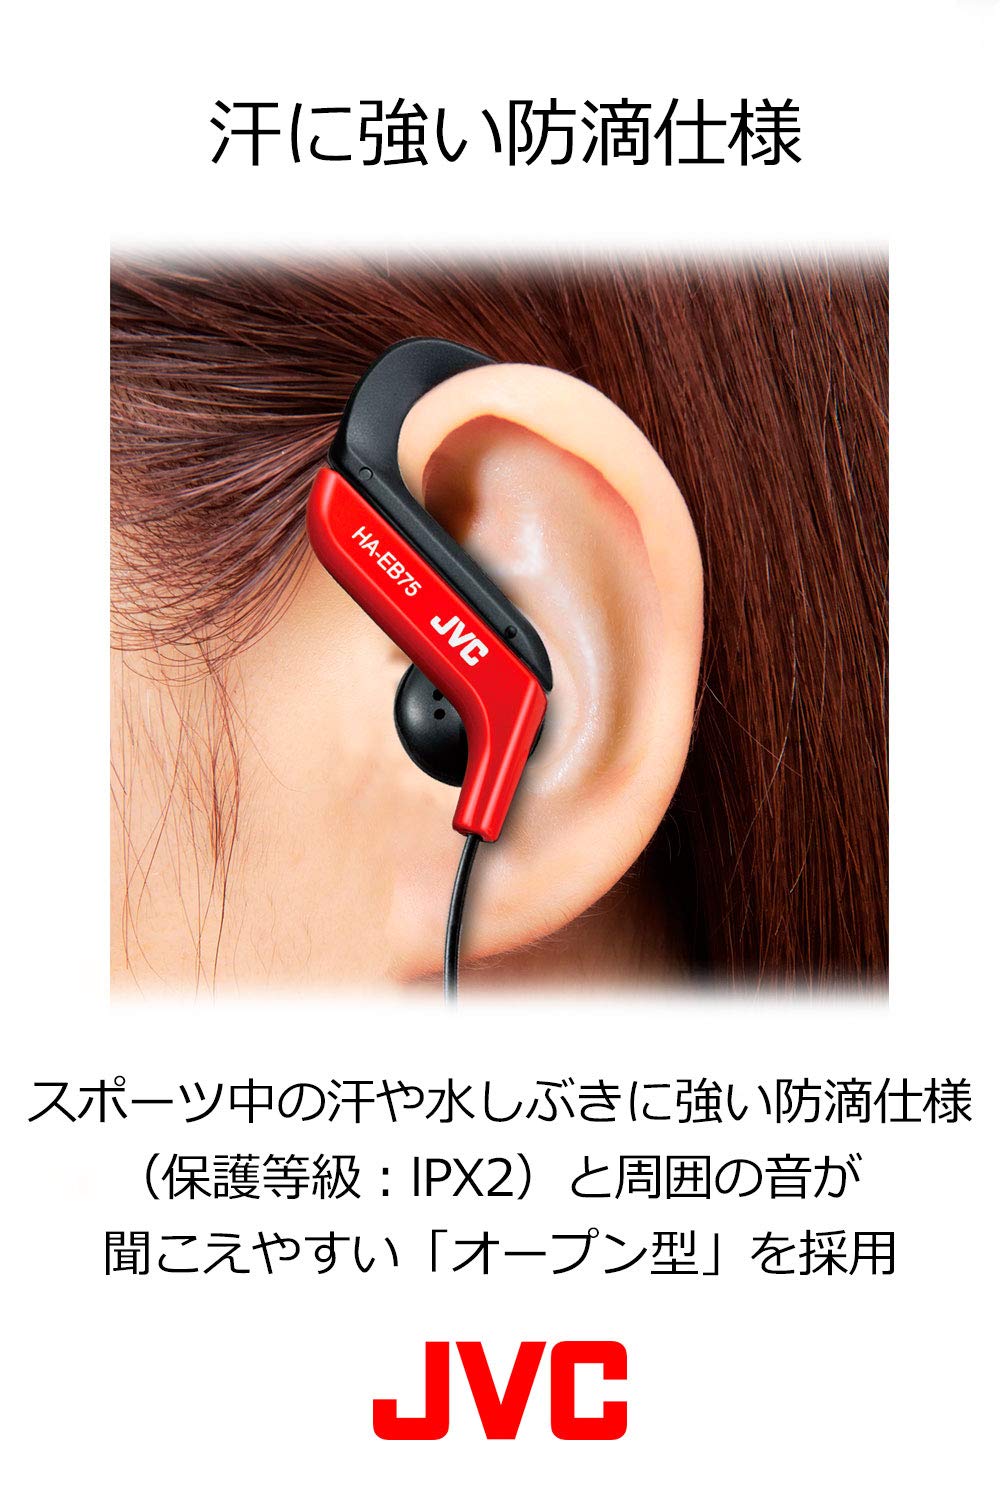 汗に強い防滴仕様
HA-EB75
JVC
スポーツ中の汗や水しぶきに強い防滴仕様
（保護等級：IPX2）と周囲の音が
聞こえやすい「オープン型」を採用
JVC